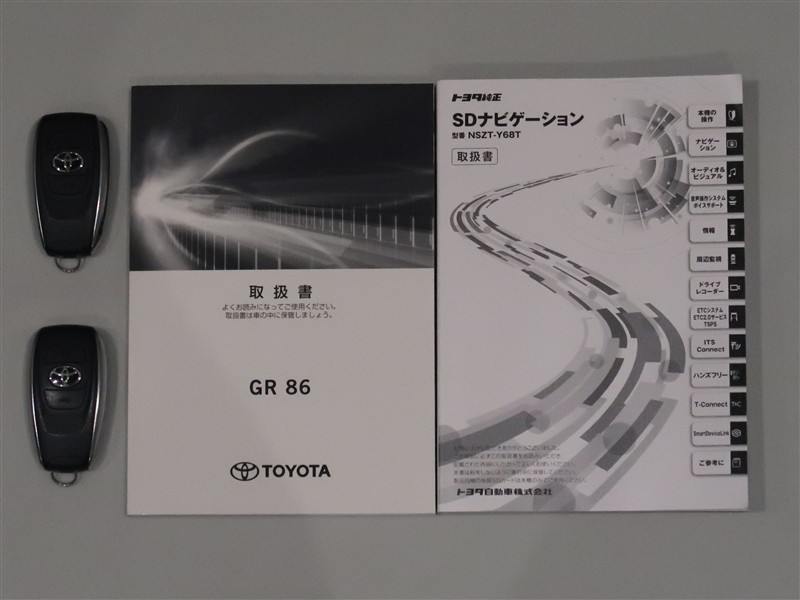 取扱書
よくお読みになってご使用ください。
取扱書は車の中に保管しましょう。
GR 86
TOYOTA
トヨタ純正
SDナビゲーション
型番 NSZT-Y68T
取扱書
本機の
操作
ナビゲー
ション
オーディオ&
ビジュアル
音声操作システム
ボイスサポート
情報
周辺監視
ドライブ
レコーダー
ETCシステム
ETC2.0サービス
TSPS
ITS
Connect
ハンズフリー
T-Connect
SmartDeviceLink
ご参考に
トヨタ自動車株式会社